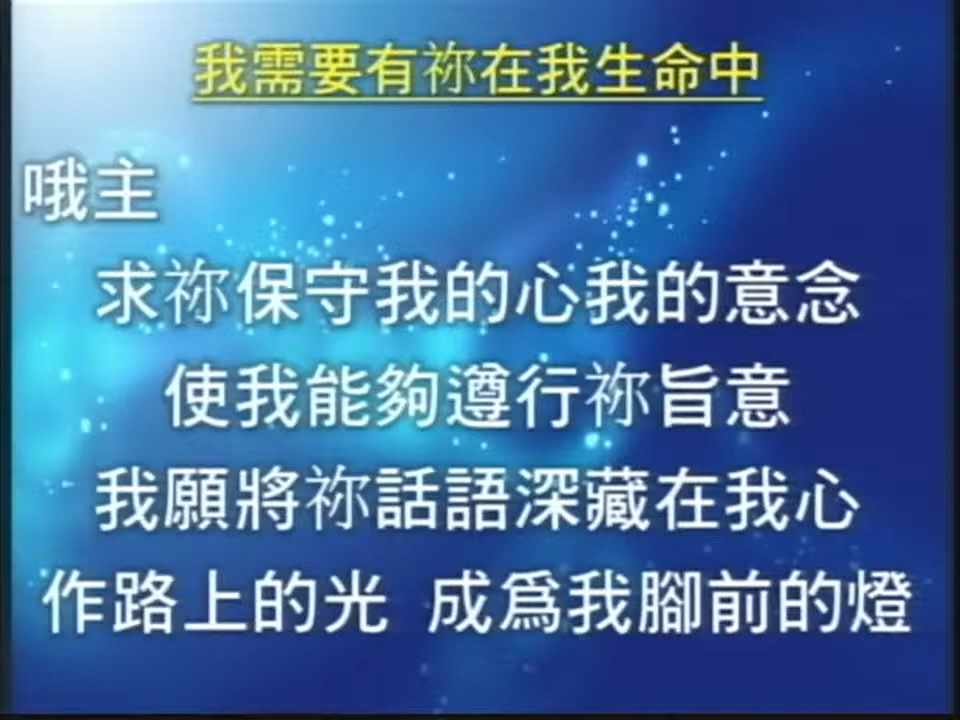 我需要有祢在我生命中
哦主
求祢保守我的心我的意念
使我能夠遵行祢旨意
我願將祢話語深藏在我心
作路上的光 成爲我腳前的燈